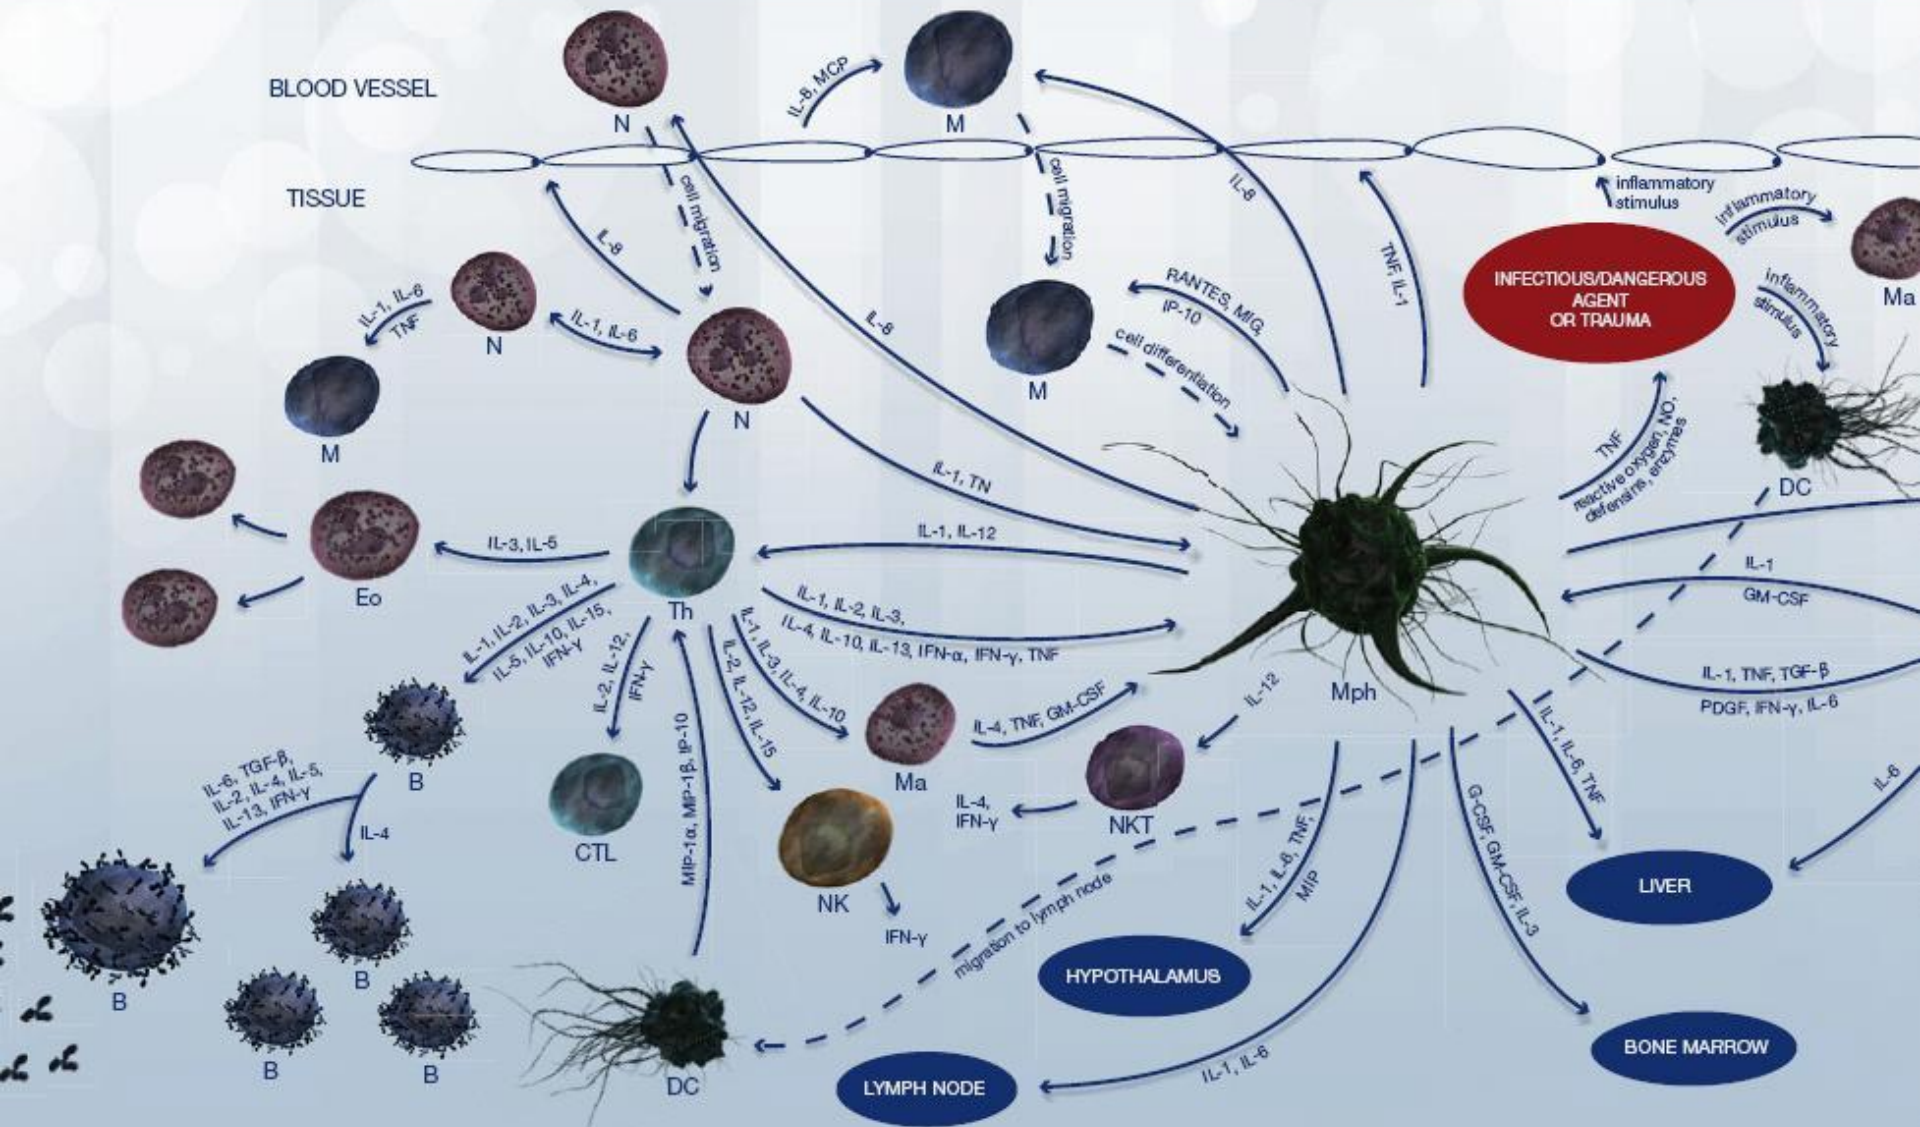 BLOOD VESSEL
TISSUE
N
IL-8, MCP
M
cell migration
cell migration
IL-8
IL-8
IL-8
TNF, IL-1
inflammatory
stimulus
inflammatory
stimulus
Ma
INFECTIOUS/DANGEROUS
AGENT
OR TRAUMA
inflammatory
stimulus
RANTES, MIG,
IP-10
cell differentiation
M
IL-1, IL-6
TNF
N
IL-1, IL-6
N
M
TNF
reactive oxygen, NO,
defensins, enzymes
DC
IL-1, TN
IL-1, IL-12
IL-3, IL-5
Eo
Th
IL-1
GM-CSF
IL-1, IL-2, IL-3,
IL-4, IL-10, IL-13, IFN-α, IFN-γ, TNF
IL-1, IL-2, IL-3, IL-4,
IL-5, IL-10, IL-15,
IFN-γ
IL-2, IL-12,
IFN-γ
MIP-1α, MIP-1β, IP-10
IL-2, IL-12, IL-15
IL-1, IL-3, IL-4, IL-10
IL-4, TNF, GM-CSF
IL-12
Mph
IL-1, TNF, TGF-β
PDGF, IFN-γ, IL-6
B
Ma
IL-6, TGF-β,
IL-2, IL-4, IL-5,
IL-13, IFN-γ
IL-4
CTL
IL-4,
IFN-γ
NKT
IL-1, IL-6, TNF
IL-6
G-CSF, GM-CSF, IL-3
IL-1, IL-6, TNF,
MIP
LIVER
NK
IFN-γ
migration to lymph node
HYPOTHALAMUS
B
B
B
B
DC
LYMPH NODE
IL-1, IL-6
BONE MARROW